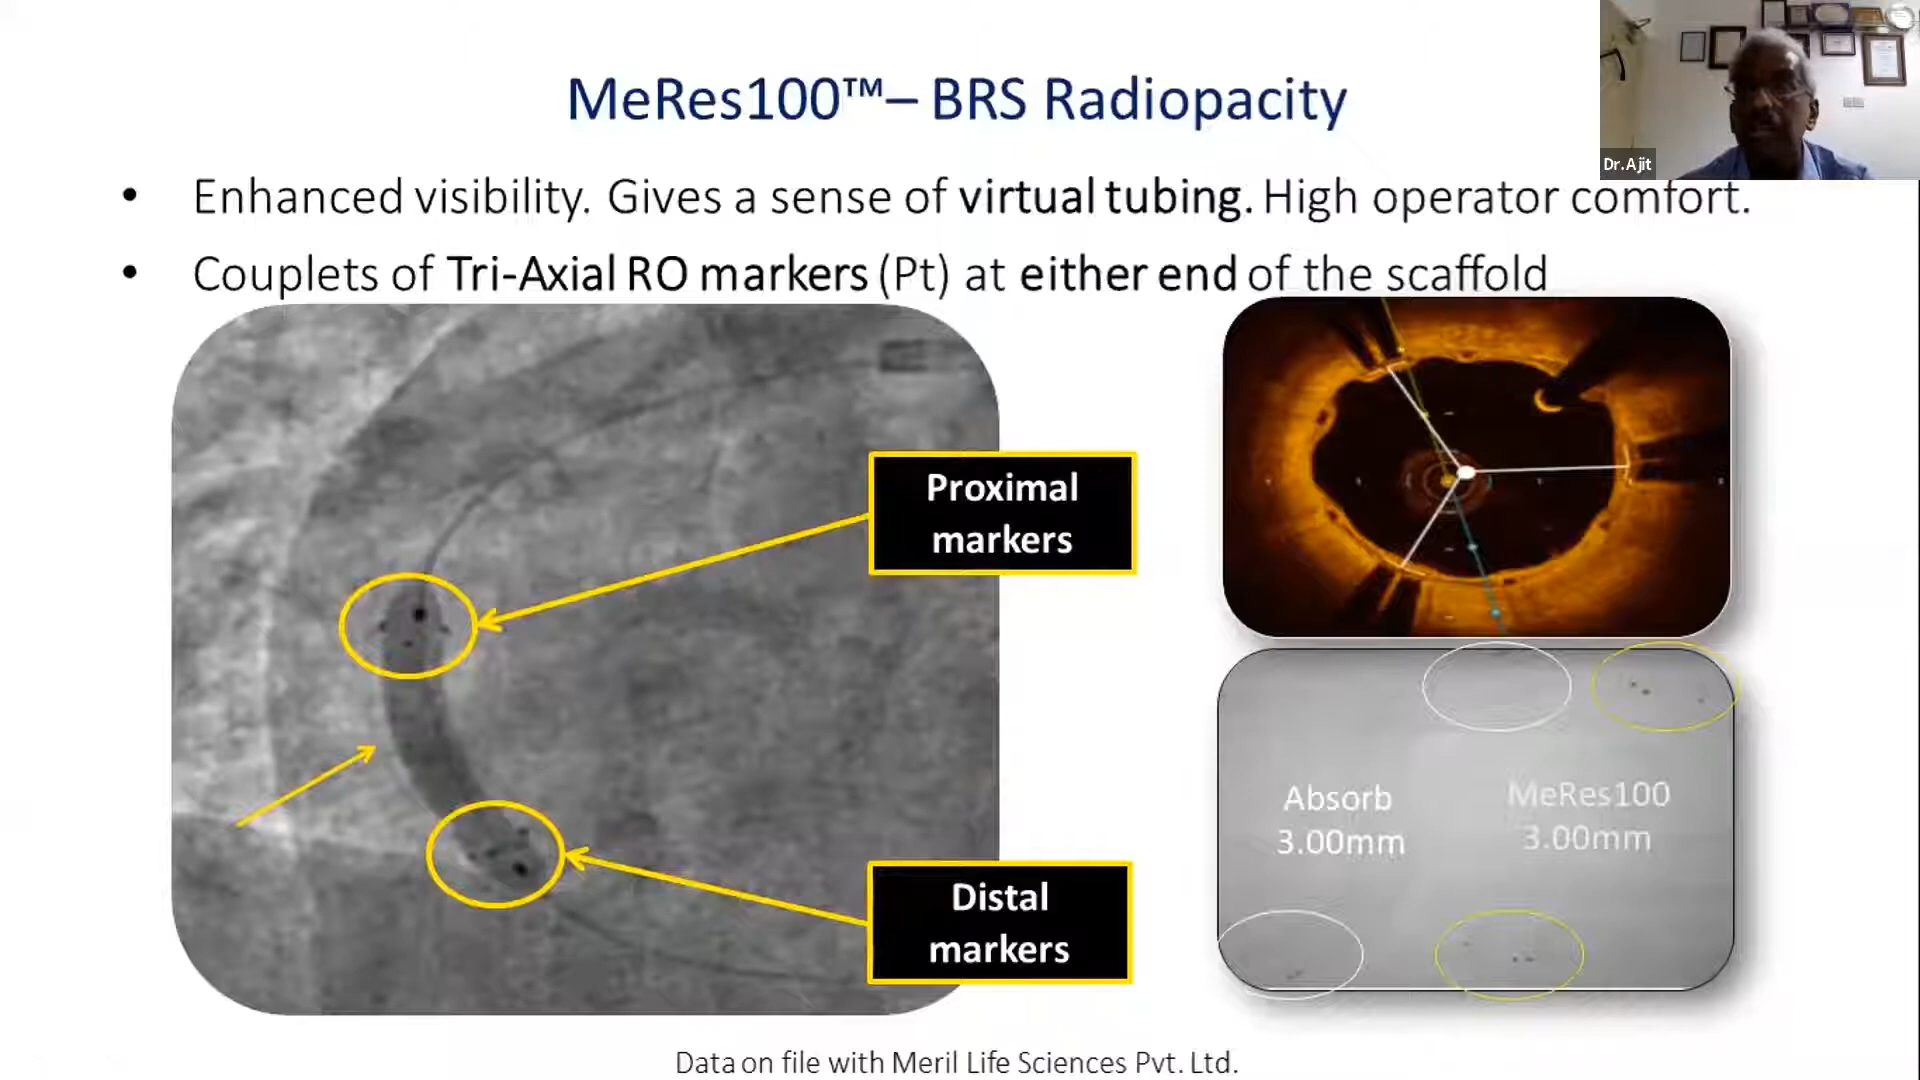 MeRes100™– BRS Radiopacity
Dr.Ajit
• Enhanced visibility. Gives a sense of virtual tubing. High operator comfort.
• Couplets of Tri-Axial RO markers (Pt) at either end of the scaffold
Proximal
markers
Absorb
3.00mm
MeRes100
3.00mm
Distal
markers
Data on file with Meril Life Sciences Pvt. Ltd.